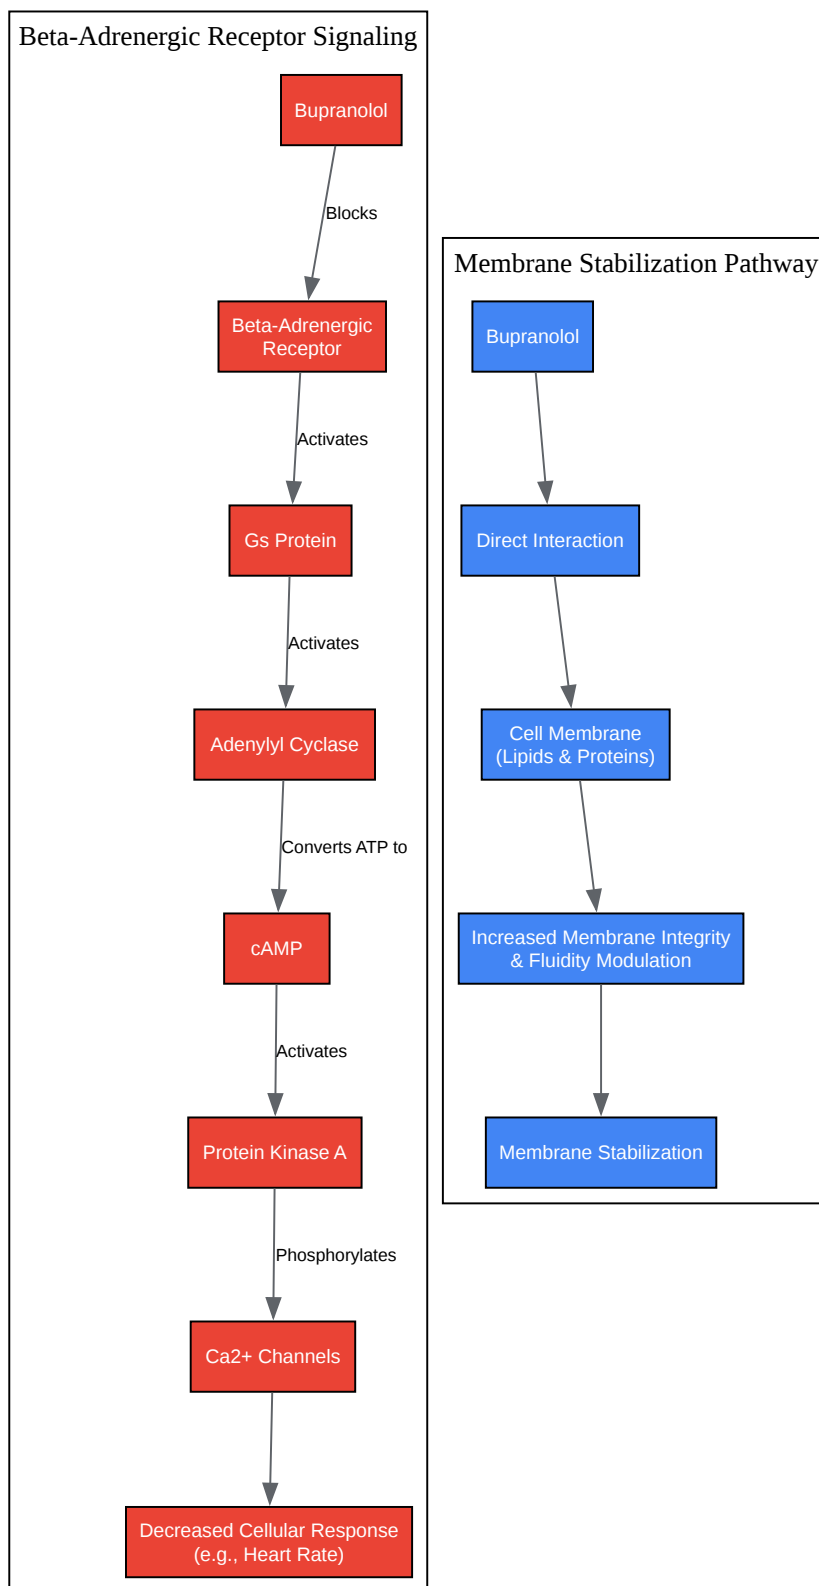 Beta-Adrenergic Receptor Signaling
Bupranolol
Blocks
Beta-Adrenergic
Receptor
Activates
Gs Protein
Activates
Adenylyl Cyclase
Converts ATP to
cAMP
Activates
Protein Kinase A
Phosphorylates
Ca2+ Channels
Decreased Cellular Response
(e.g., Heart Rate)
Membrane Stabilization Pathway
Bupranolol
Direct Interaction
Cell Membrane
(Lipids & Proteins)
Increased Membrane Integrity
& Fluidity Modulation
Membrane Stabilization